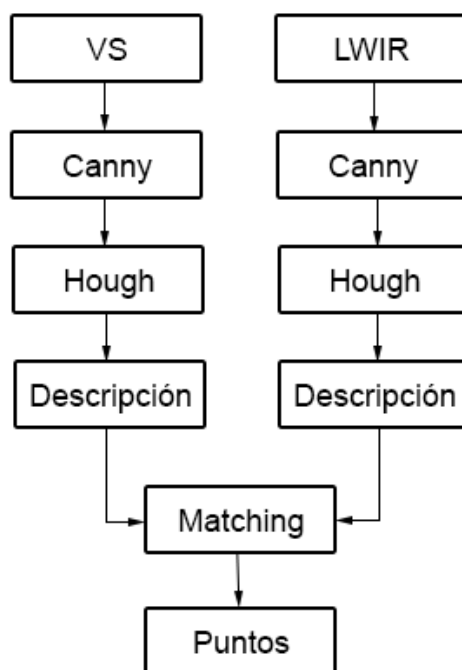 VS
LWIR
Canny
Canny
Hough
Hough
Descripción
Descripción
Matching
Puntos